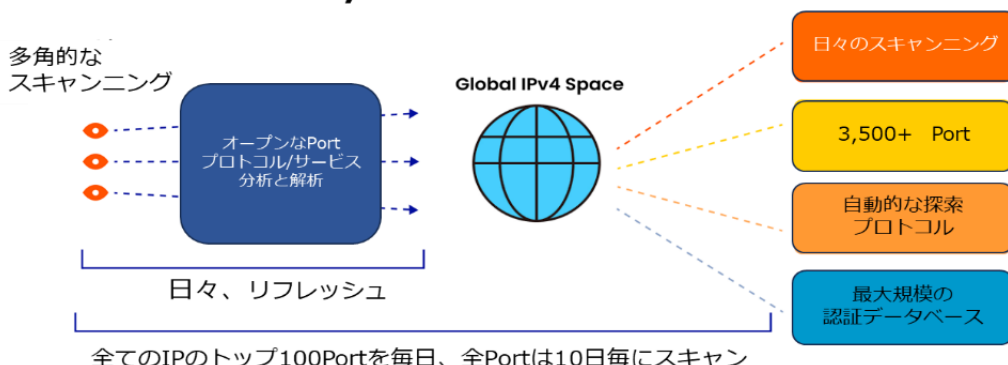 多角的な
スキャンニング
オープンなPort
プロトコル/サービス
分析と解析
Global IPv4 Space
日々のスキャンニング
3,500+ Port
自動的な探索
プロトコル
最大規模の
認証データベース
日々、リフレッシュ
全てのIPのトップ100Portを毎日、全Portは10日毎にスキャン